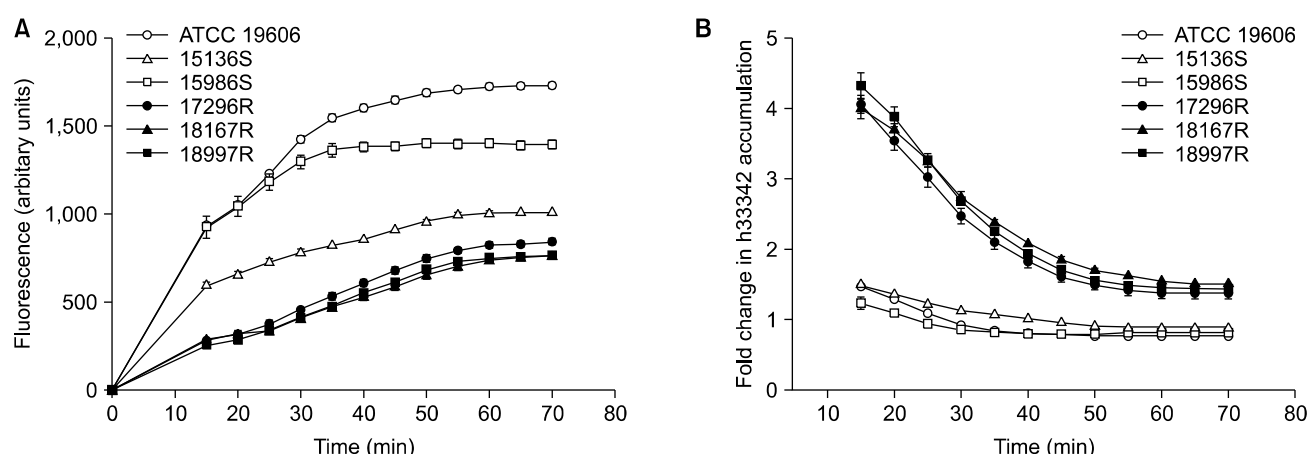 A
Fluorescence (arbitary units)
2,000
1,500
1,000
500
0
ATCC 19606
15136S
15986S
17296R
18167R
18997R
0 10 20 30 40 50 60 70 80
Time (min)
B
Fold change in h33342 accumulation
5
4
3
2
1
0
ATCC 19606
15136S
15986S
17296R
18167R
18997R
10 20 30 40 50 60 70 80
Time (min)